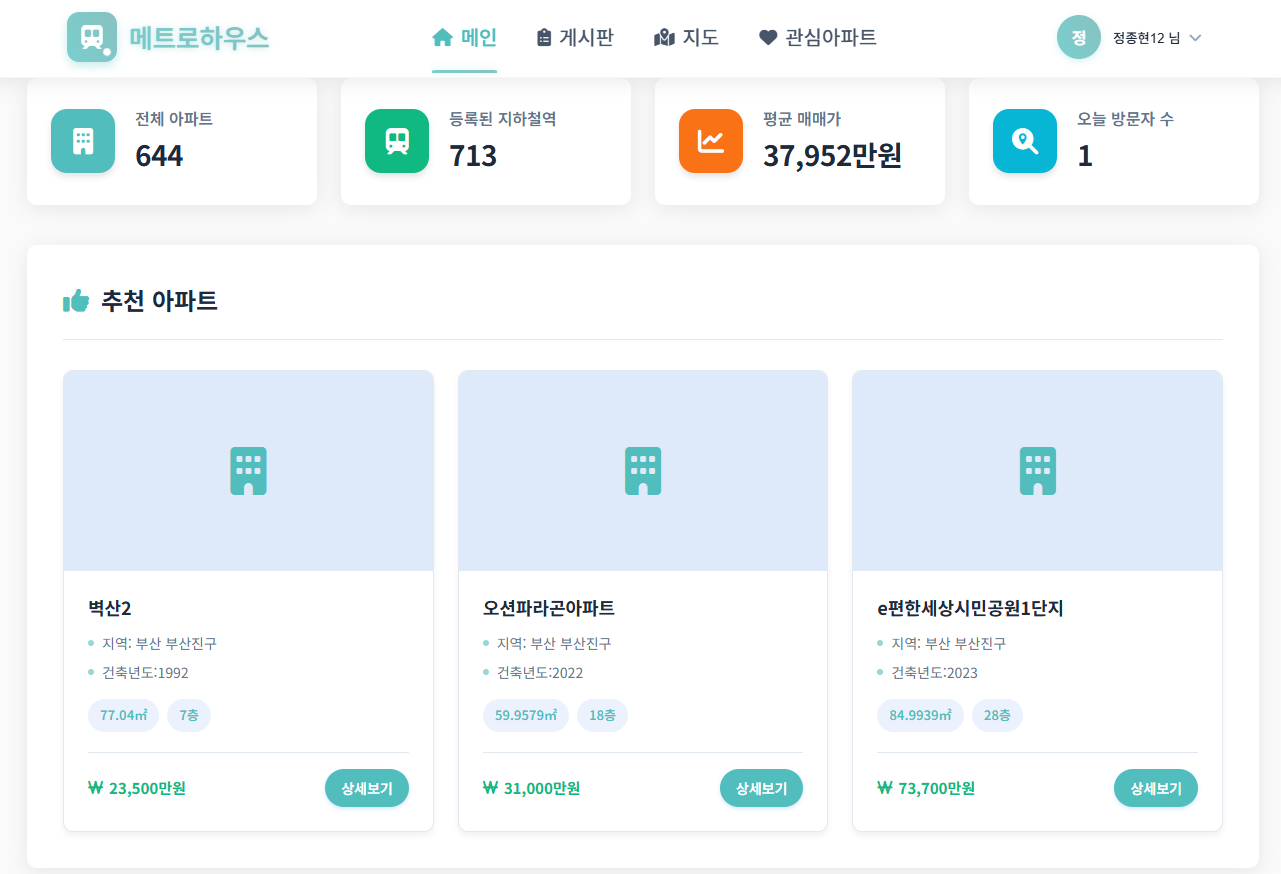 메트로하우스
메인
게시판
지도
관심아파트
정
정종현12 님
전체 아파트
644
등록된 지하철역
713
평균 매매가
37,952만원
오늘 방문자 수
1
추천 아파트
벽산2
지역: 부산 부산진구
건축년도:1992
77.04㎡ 7층
₩ 23,500만원
상세보기
오션파라곤아파트
지역: 부산 부산진구
건축년도:2022
59.9579㎡ 18층
₩ 31,000만원
상세보기
e편한세상시민공원1단지
지역: 부산 부산진구
건축년도:2023
84.9939㎡ 28층
₩ 73,700만원
상세보기